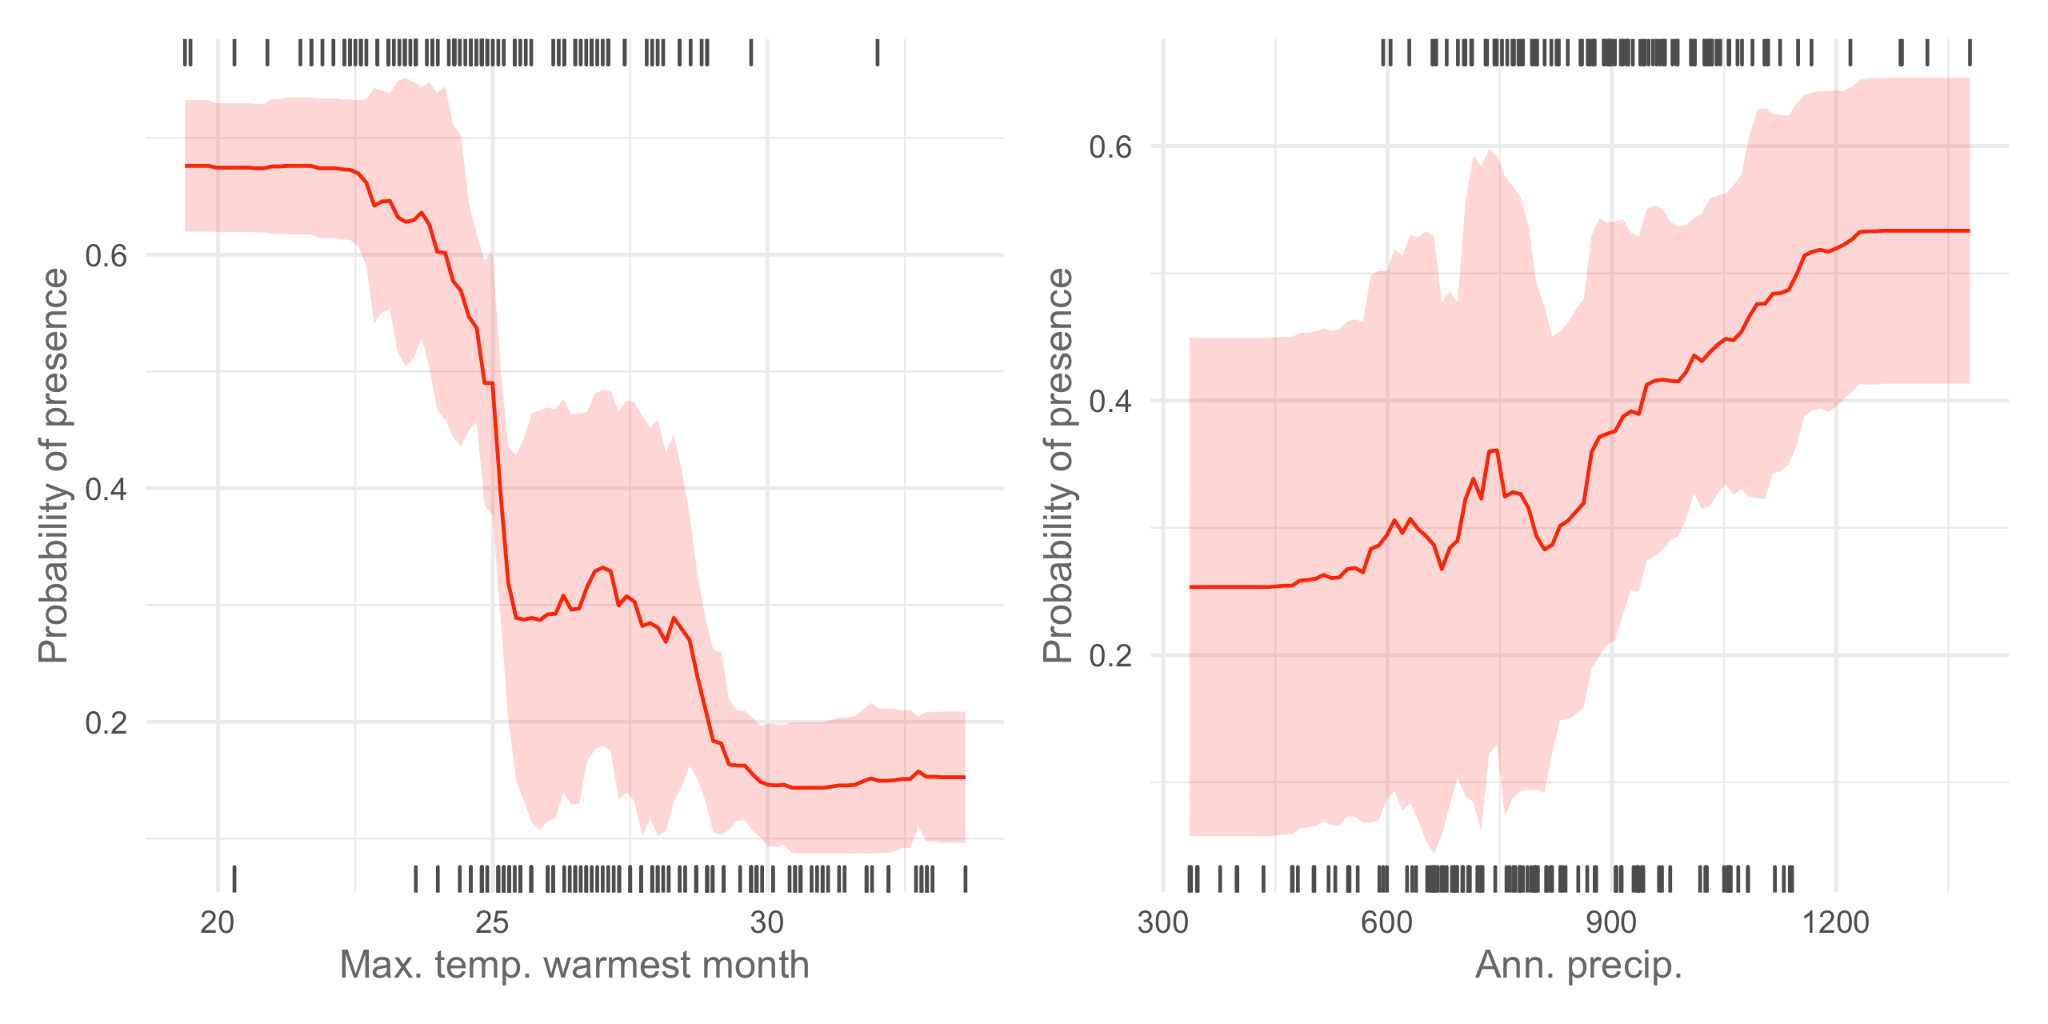 Probability of presence
0.6
0.4
0.2
20 25 30
Max. temp. warmest month
Probability of presence
0.6
0.4
0.2
300 600 900 1200
Ann. precip.